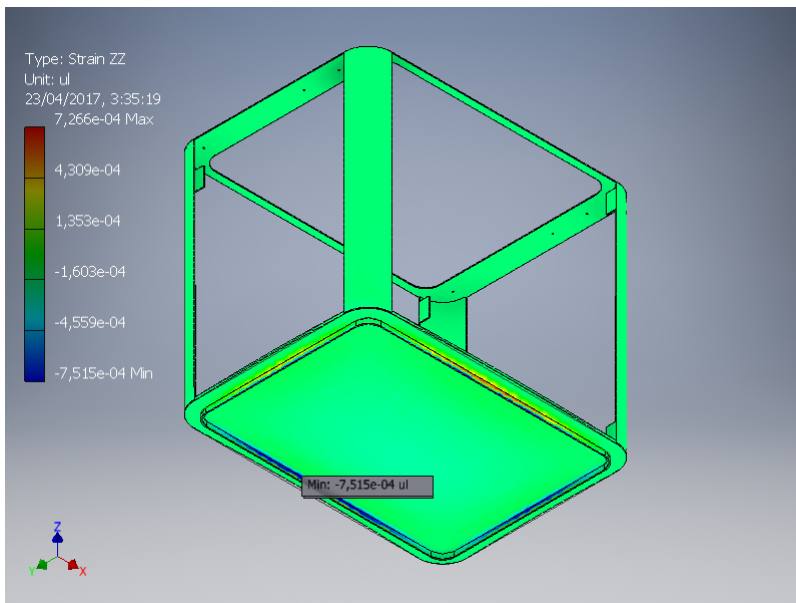 Type: Strain ZZ
Unit: ul
23/04/2017, 3:35:19
7,266e-04 Max
4,309e-04
1,353e-04
-1,603e-04
-4,559e-04
-7,515e-04 Min
Min: -7,515e-04 ul
Z
Y
X